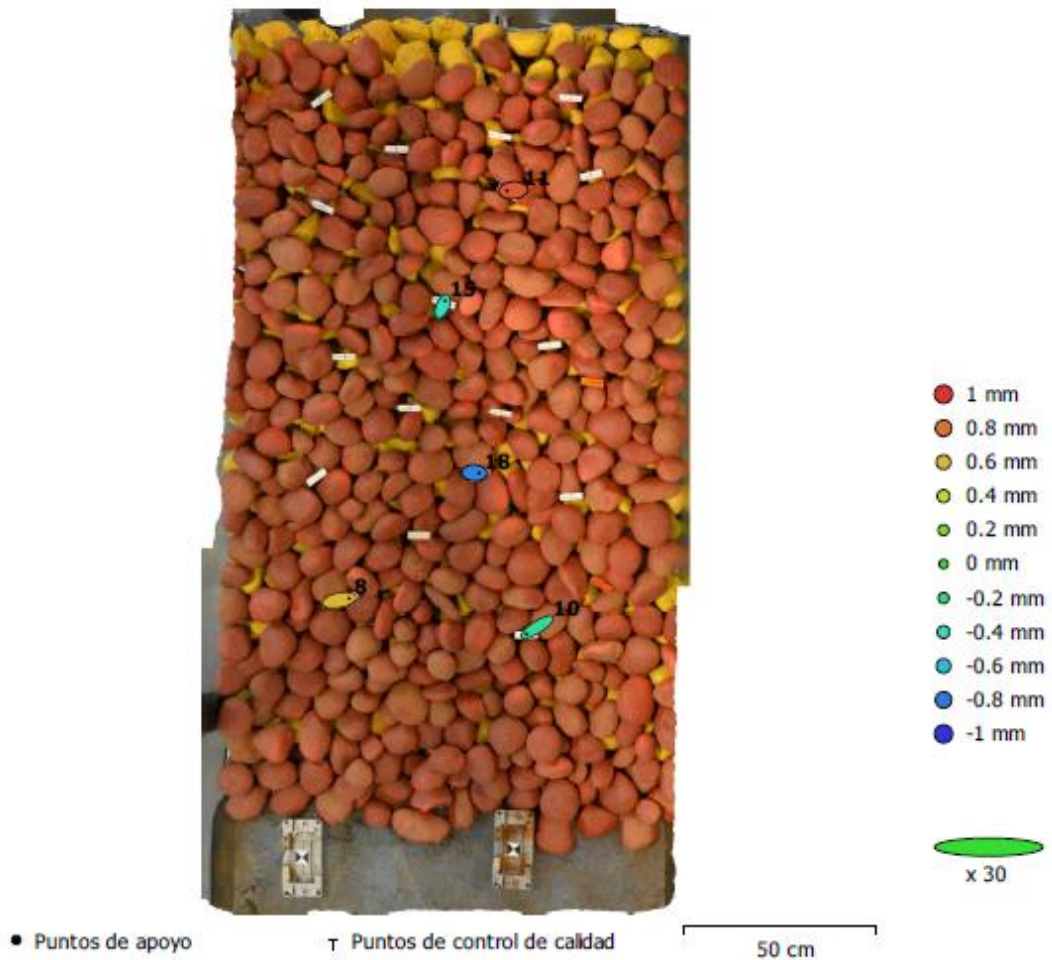 11
15
18
8
10
1 mm
0.8 mm
0.6 mm
0.4 mm
0.2 mm
0 mm
-0.2 mm
-0.4 mm
-0.6 mm
-0.8 mm
-1 mm
x 30
Puntos de apoyo
Puntos de control de calidad
50 cm